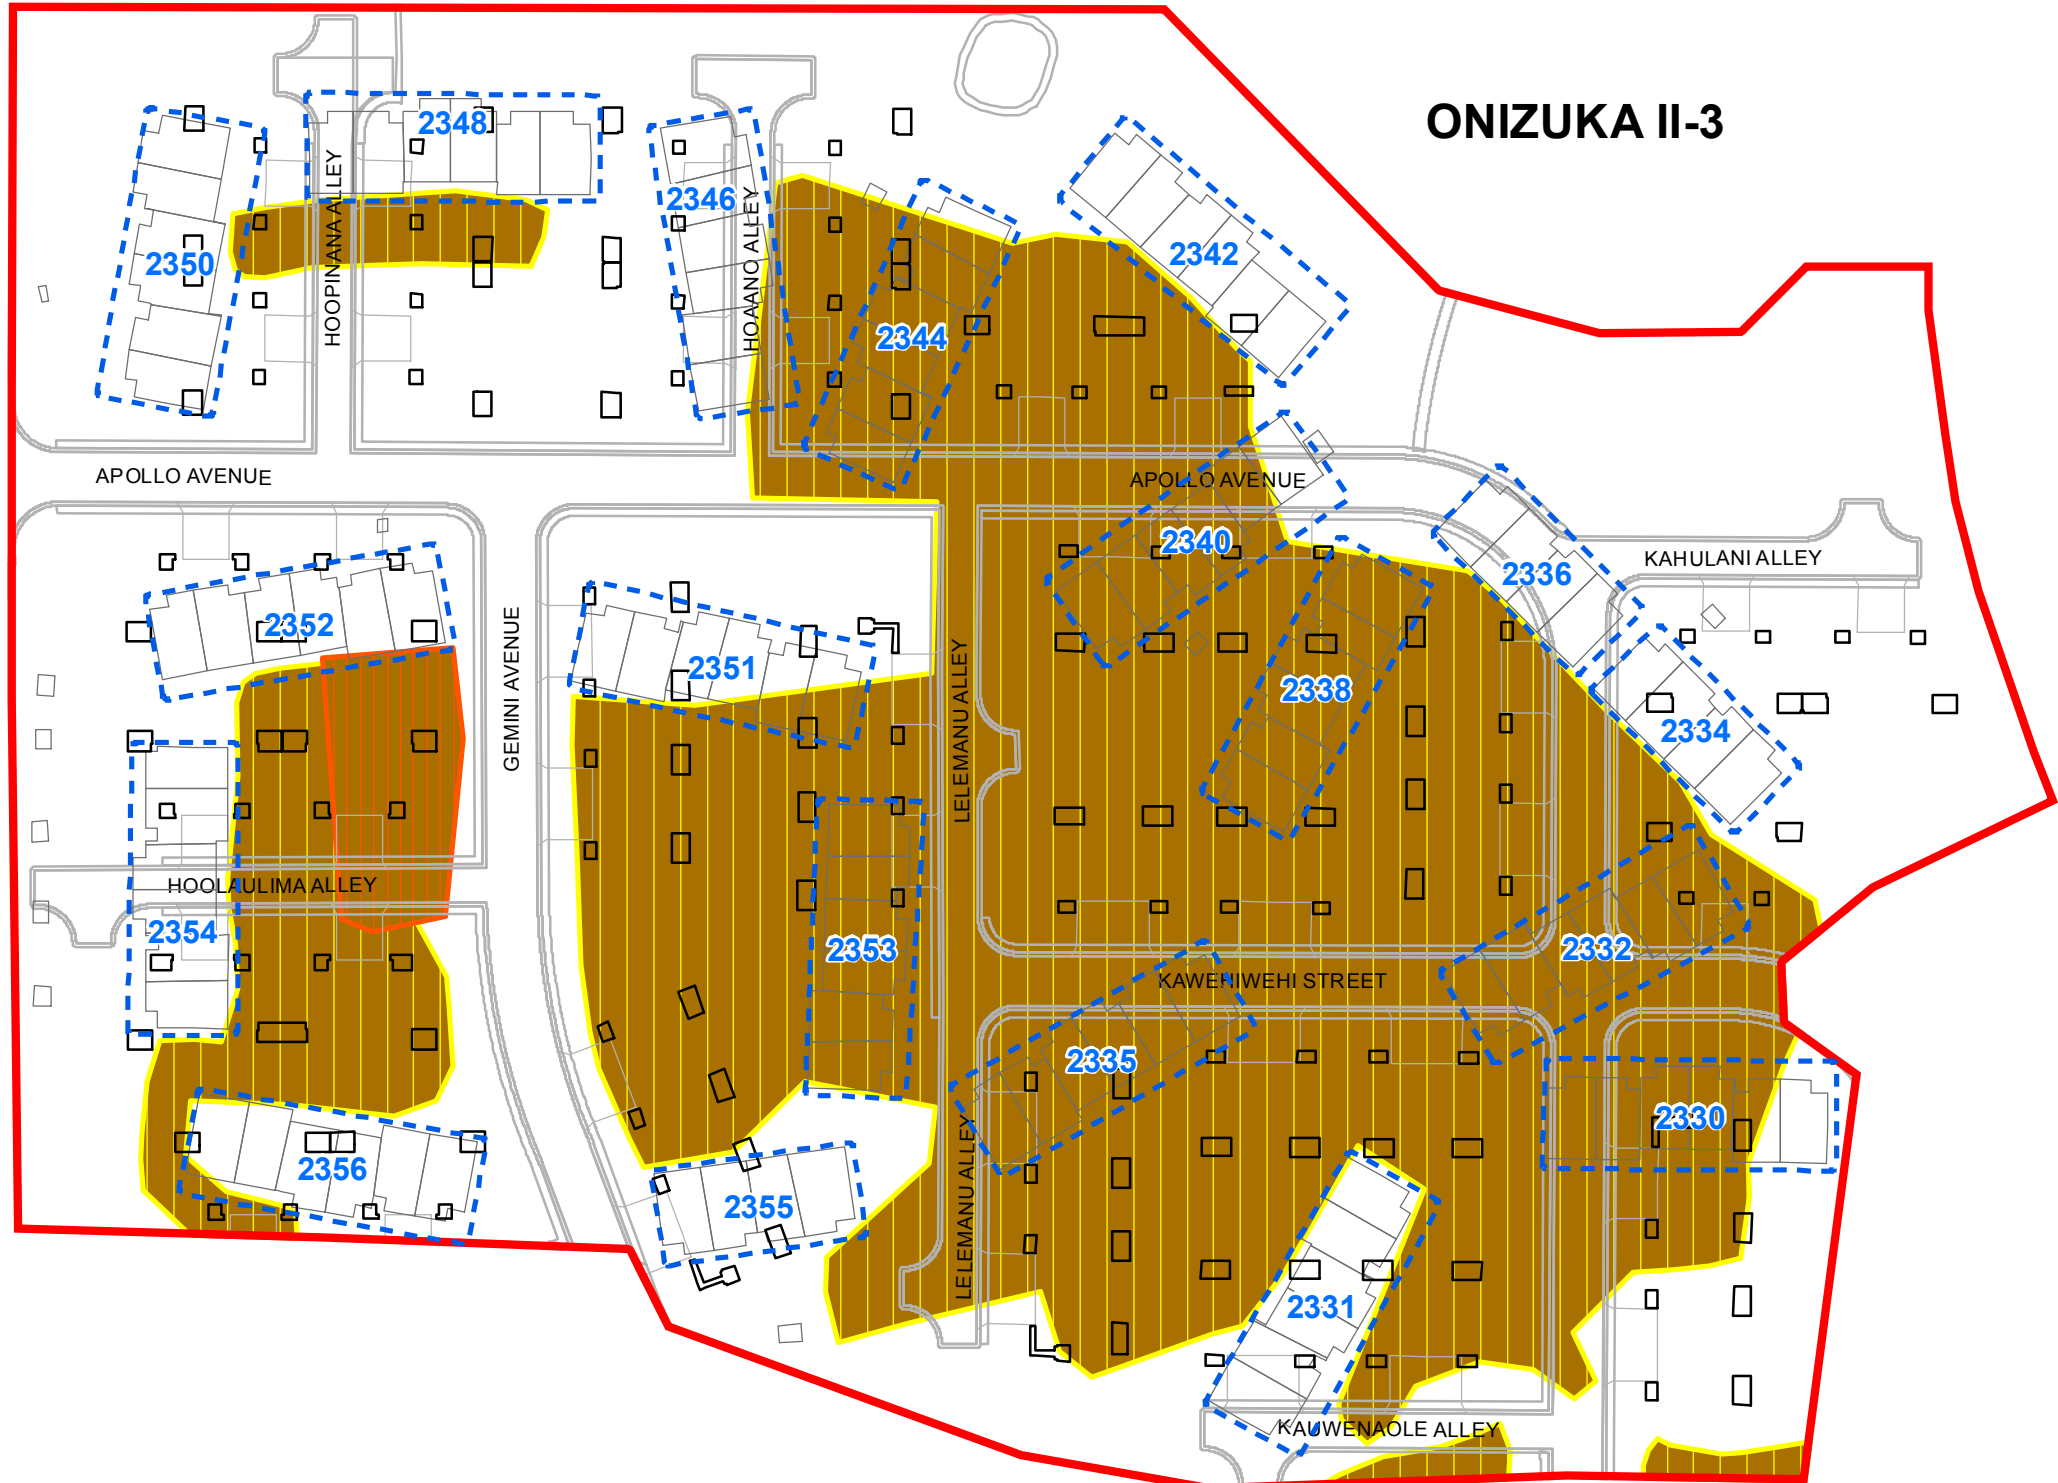 ONIZUKA II-3
2348
2346
2350
HOOPINANA ALLEY
HOAANO ALLEY
2342
2344
APOLLO AVENUE
APOLLO AVENUE
2340
2336
KAHULANI ALLEY
2352
GEMINI AVENUE
2351
LELEMANU ALLEY
2338
2334
HOOLAULIMA ALLEY
2354
2353
2332
KAWEHIWEHI STREET
2335
2330
2356
2355
LELEMANU ALLEY
2331
KAUWENAOLE ALLEY